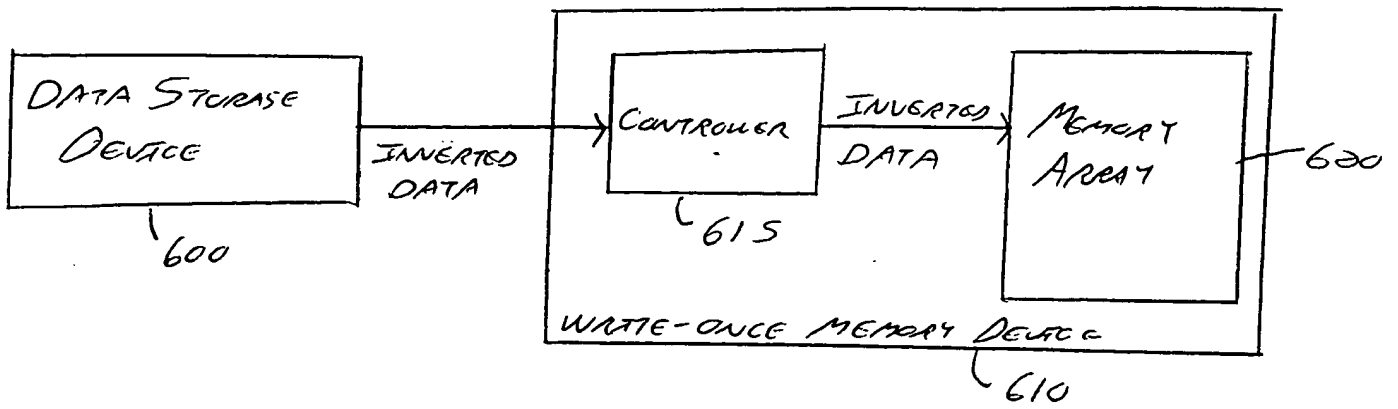 DATA STORAGE
DEVICE
INVERTED
DATA
600
CONTROLLER
615
INVERTED
DATA
MEMORY
ARRAY
620
WRITE-ONCE MEMORY DEVICE
610